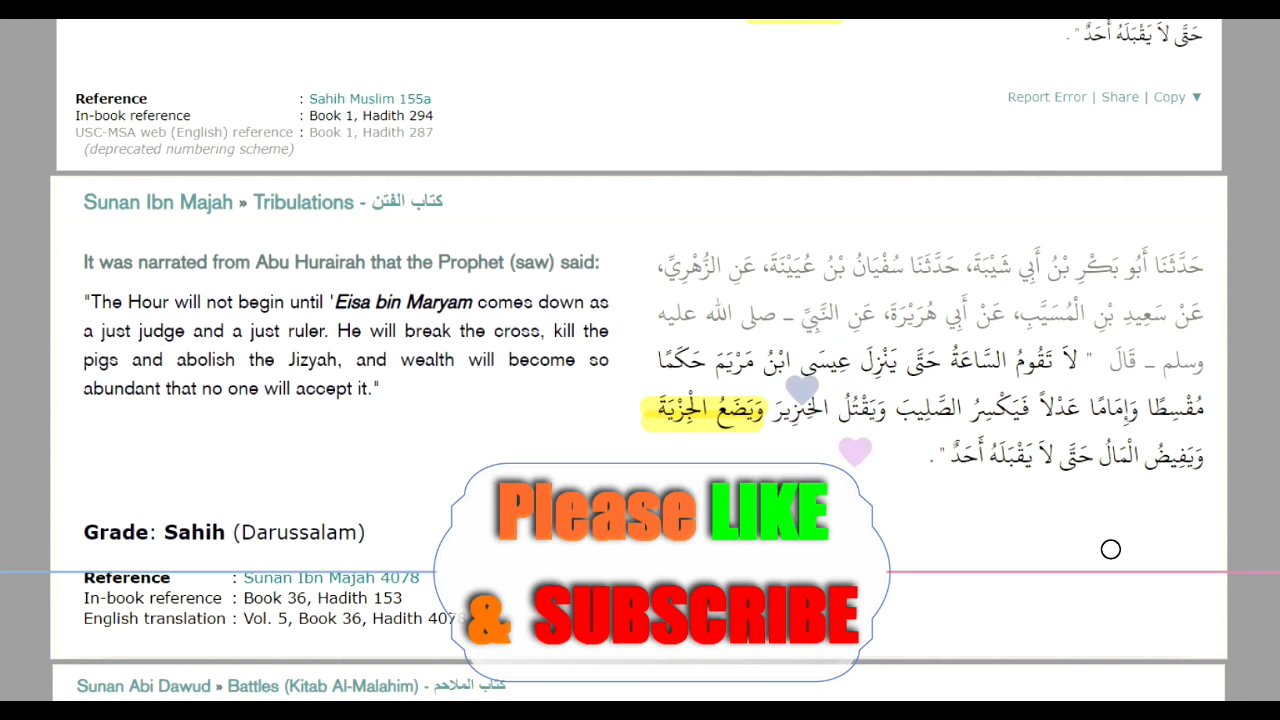 حَتَّى لاَ يَقْبَلَهُ أَحَدٌ " .
Reference : Sahih Muslim 155a
In-book reference : Book 1, Hadith 294
USC-MSA web (English) reference : Book 1, Hadith 287
(deprecated numbering scheme)
Report Error | Share | Copy ▼
Sunan Ibn Majah » Tribulations - كتاب الفتن
It was narrated from Abu Hurairah that the Prophet (saw) said:
"The Hour will not begin until 'Eisa bin Maryam comes down as
a just judge and a just ruler. He will break the cross, kill the
pigs and abolish the Jizyah, and wealth will become so
abundant that no one will accept it."
حَدَّثَنَا أَبُو بَكْرِ بْنُ أَبِي شَيْبَةَ، حَدَّثَنَا سُفْيَانُ بْنُ عُيَيْنَةَ، عَنِ الزُّهْرِيِّ،
عَنْ سَعِيدِ بْنِ الْمُسَيَّبِ، عَنْ أَبِي هُرَيْرَةَ، عَنِ النَّبِيِّ ـ صلى الله عليه
وسلم ـ قَالَ " لاَ تَقُومُ السَّاعَةُ حَتَّى يَنْزِلَ عِيسَى ابْنُ مَرْيَمَ حَكَمًا
مُقْسِطًا وَإِمَامًا عَدْلاً فَيَكْسِرُ الصَّلِيبَ وَيَقْتُلُ الْخِنْزِيرَ وَيَضَعُ الْجِزْيَةَ
وَيَفِيضُ الْمَالُ حَتَّى لاَ يَقْبَلَهُ أَحَدٌ " .
Grade: Sahih (Darussalam)
Reference : Sunan Ibn Majah 4078
In-book reference : Book 36, Hadith 153
English translation : Vol. 5, Book 36, Hadith 4078
Please LIKE
& SUBSCRIBE
Sunan Abi Dawud » Battles (Kitab Al-Malahim) - كتاب الملاحم